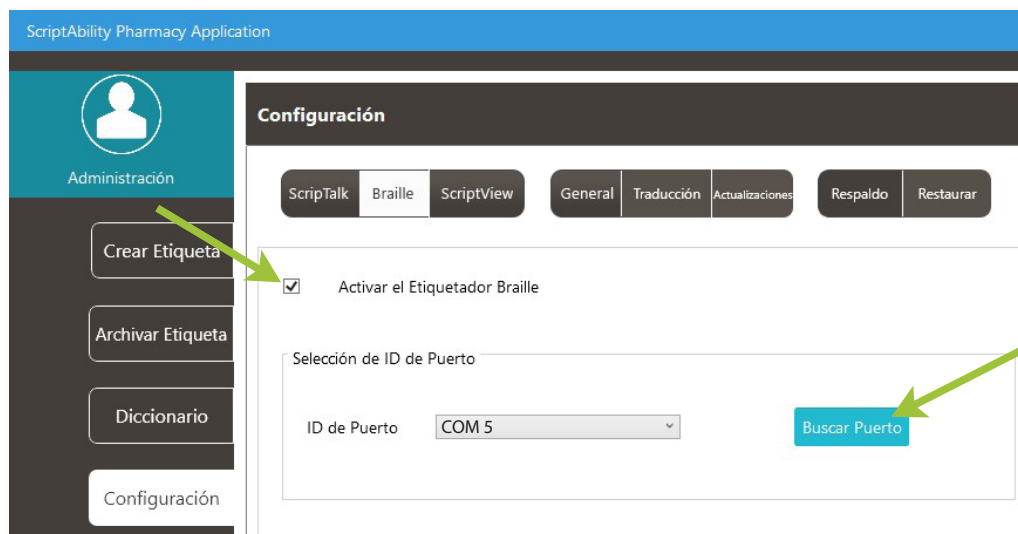 ScriptAbility Pharmacy Application
Administración
Crear Etiqueta
Archivar Etiqueta
Diccionario
Configuración
Configuración
ScripTalk Braille ScriptView General Traducción Actualizaciones Respaldo Restaurar
Activar el Etiquetador Braille
Selección de ID de Puerto
ID de Puerto COM 5 Buscar Puerto